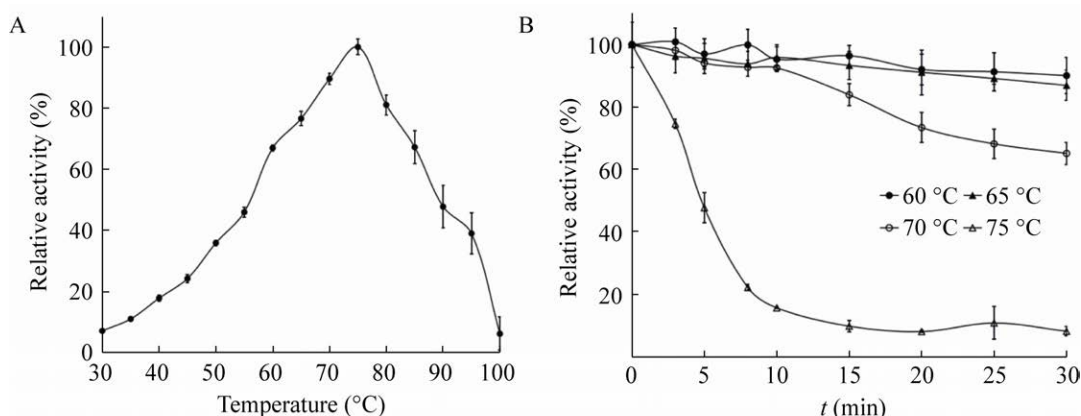 A
Relative activity (%)
100
80
60
40
20
0
30 40 50 60 70 80 90 100
Temperature (°C)
B
Relative activity (%)
100
80
60
40
20
60 °C 65 °C
70 °C 75 °C
0 5 10 15 20 25 30
t (min)